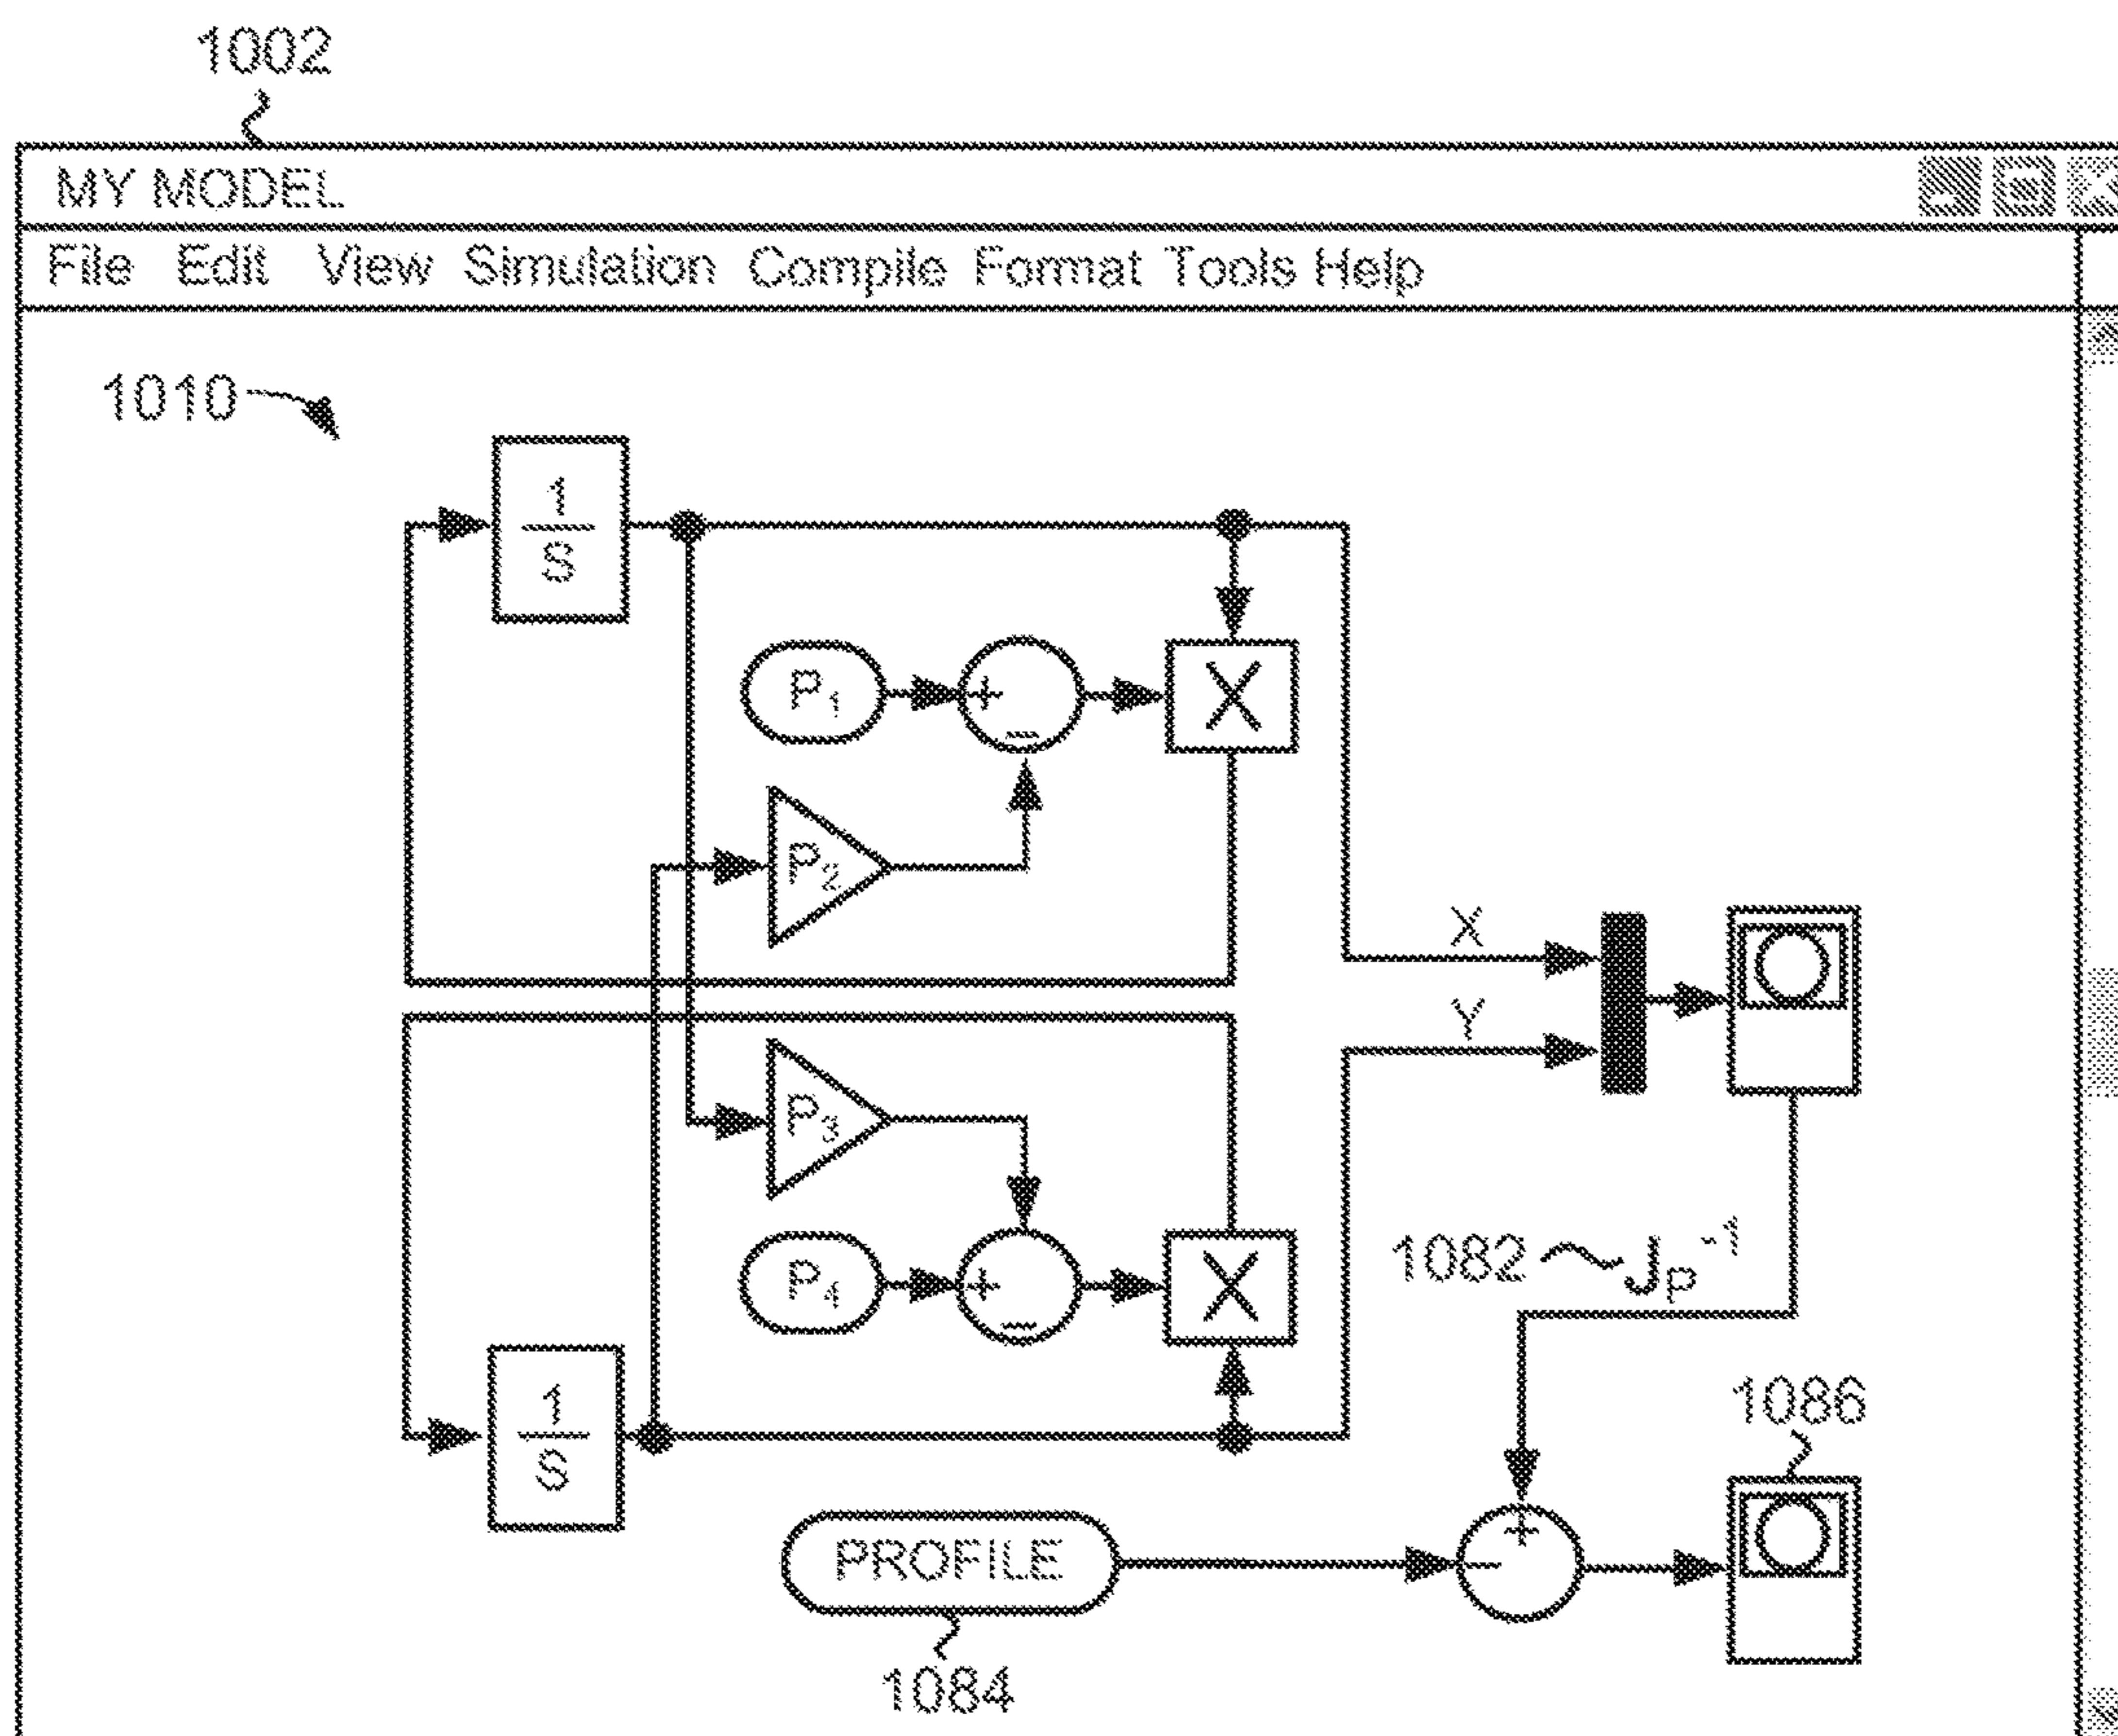 1002
MY MODEL
File Edit View Simulation Compile Format Tools Help
1010
1
S
P1
+
−
X
P2
X
Y
P3
P4
+
−
X
1082 Jp-1
1
S
1086
PROFILE
+
−
1084